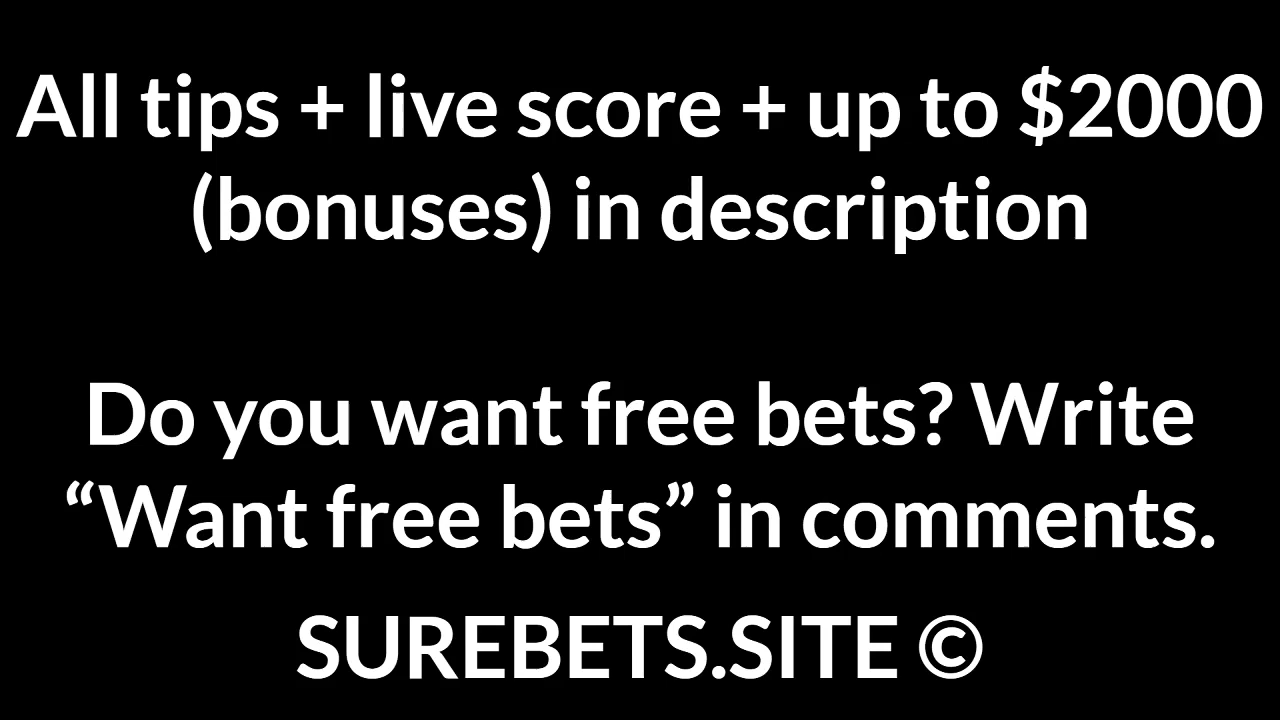 All tips + live score + up to $2000
(bonuses) in description
Do you want free bets? Write
“Want free bets” in comments.
SUREBETS.SITE ©